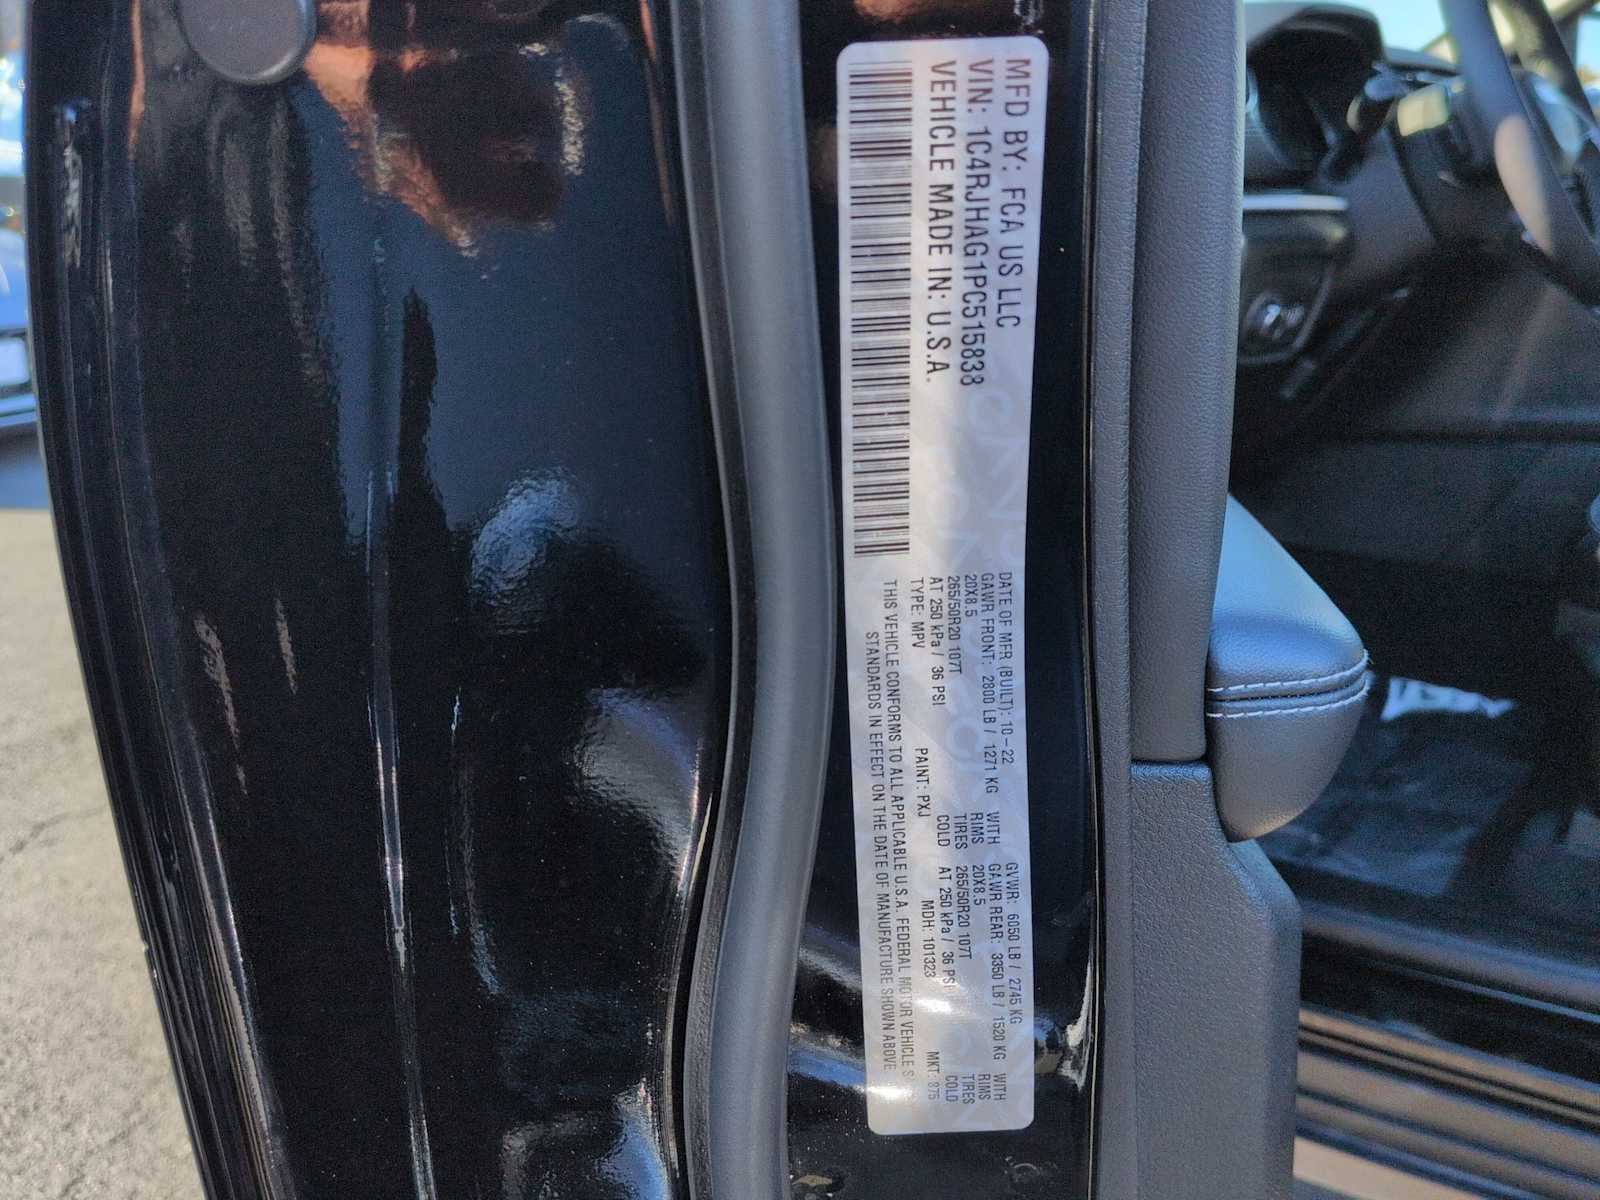 MFD BY: FCA US LLC
VIN: 1C4RJHAG1PC515838
VEHICLE MADE IN: U.S.A.
DATE OF MFR (BUILT): 10-22 GVWR: 6050 LB / 2745 KG
GAWR FRONT: 2800 LB / 1271 KG WITH GAWR REAR: 3350 LB / 1520 KG WITH
20X8.5 RIMS 20X8.5 RIMS
265/50R20 107T TIRES 265/50R20 107T TIRES
AT 250 kPa / 36 PSI COLD AT 250 kPa / 36 PSI COLD
TYPE: MPV PAINT: PXJ MDH: 101323 MKT: 875
THIS VEHICLE CONFORMS TO ALL APPLICABLE U.S.A. FEDERAL MOTOR VEHICLE S
STANDARDS IN EFFECT ON THE DATE OF MANUFACTURE SHOWN ABOVE.